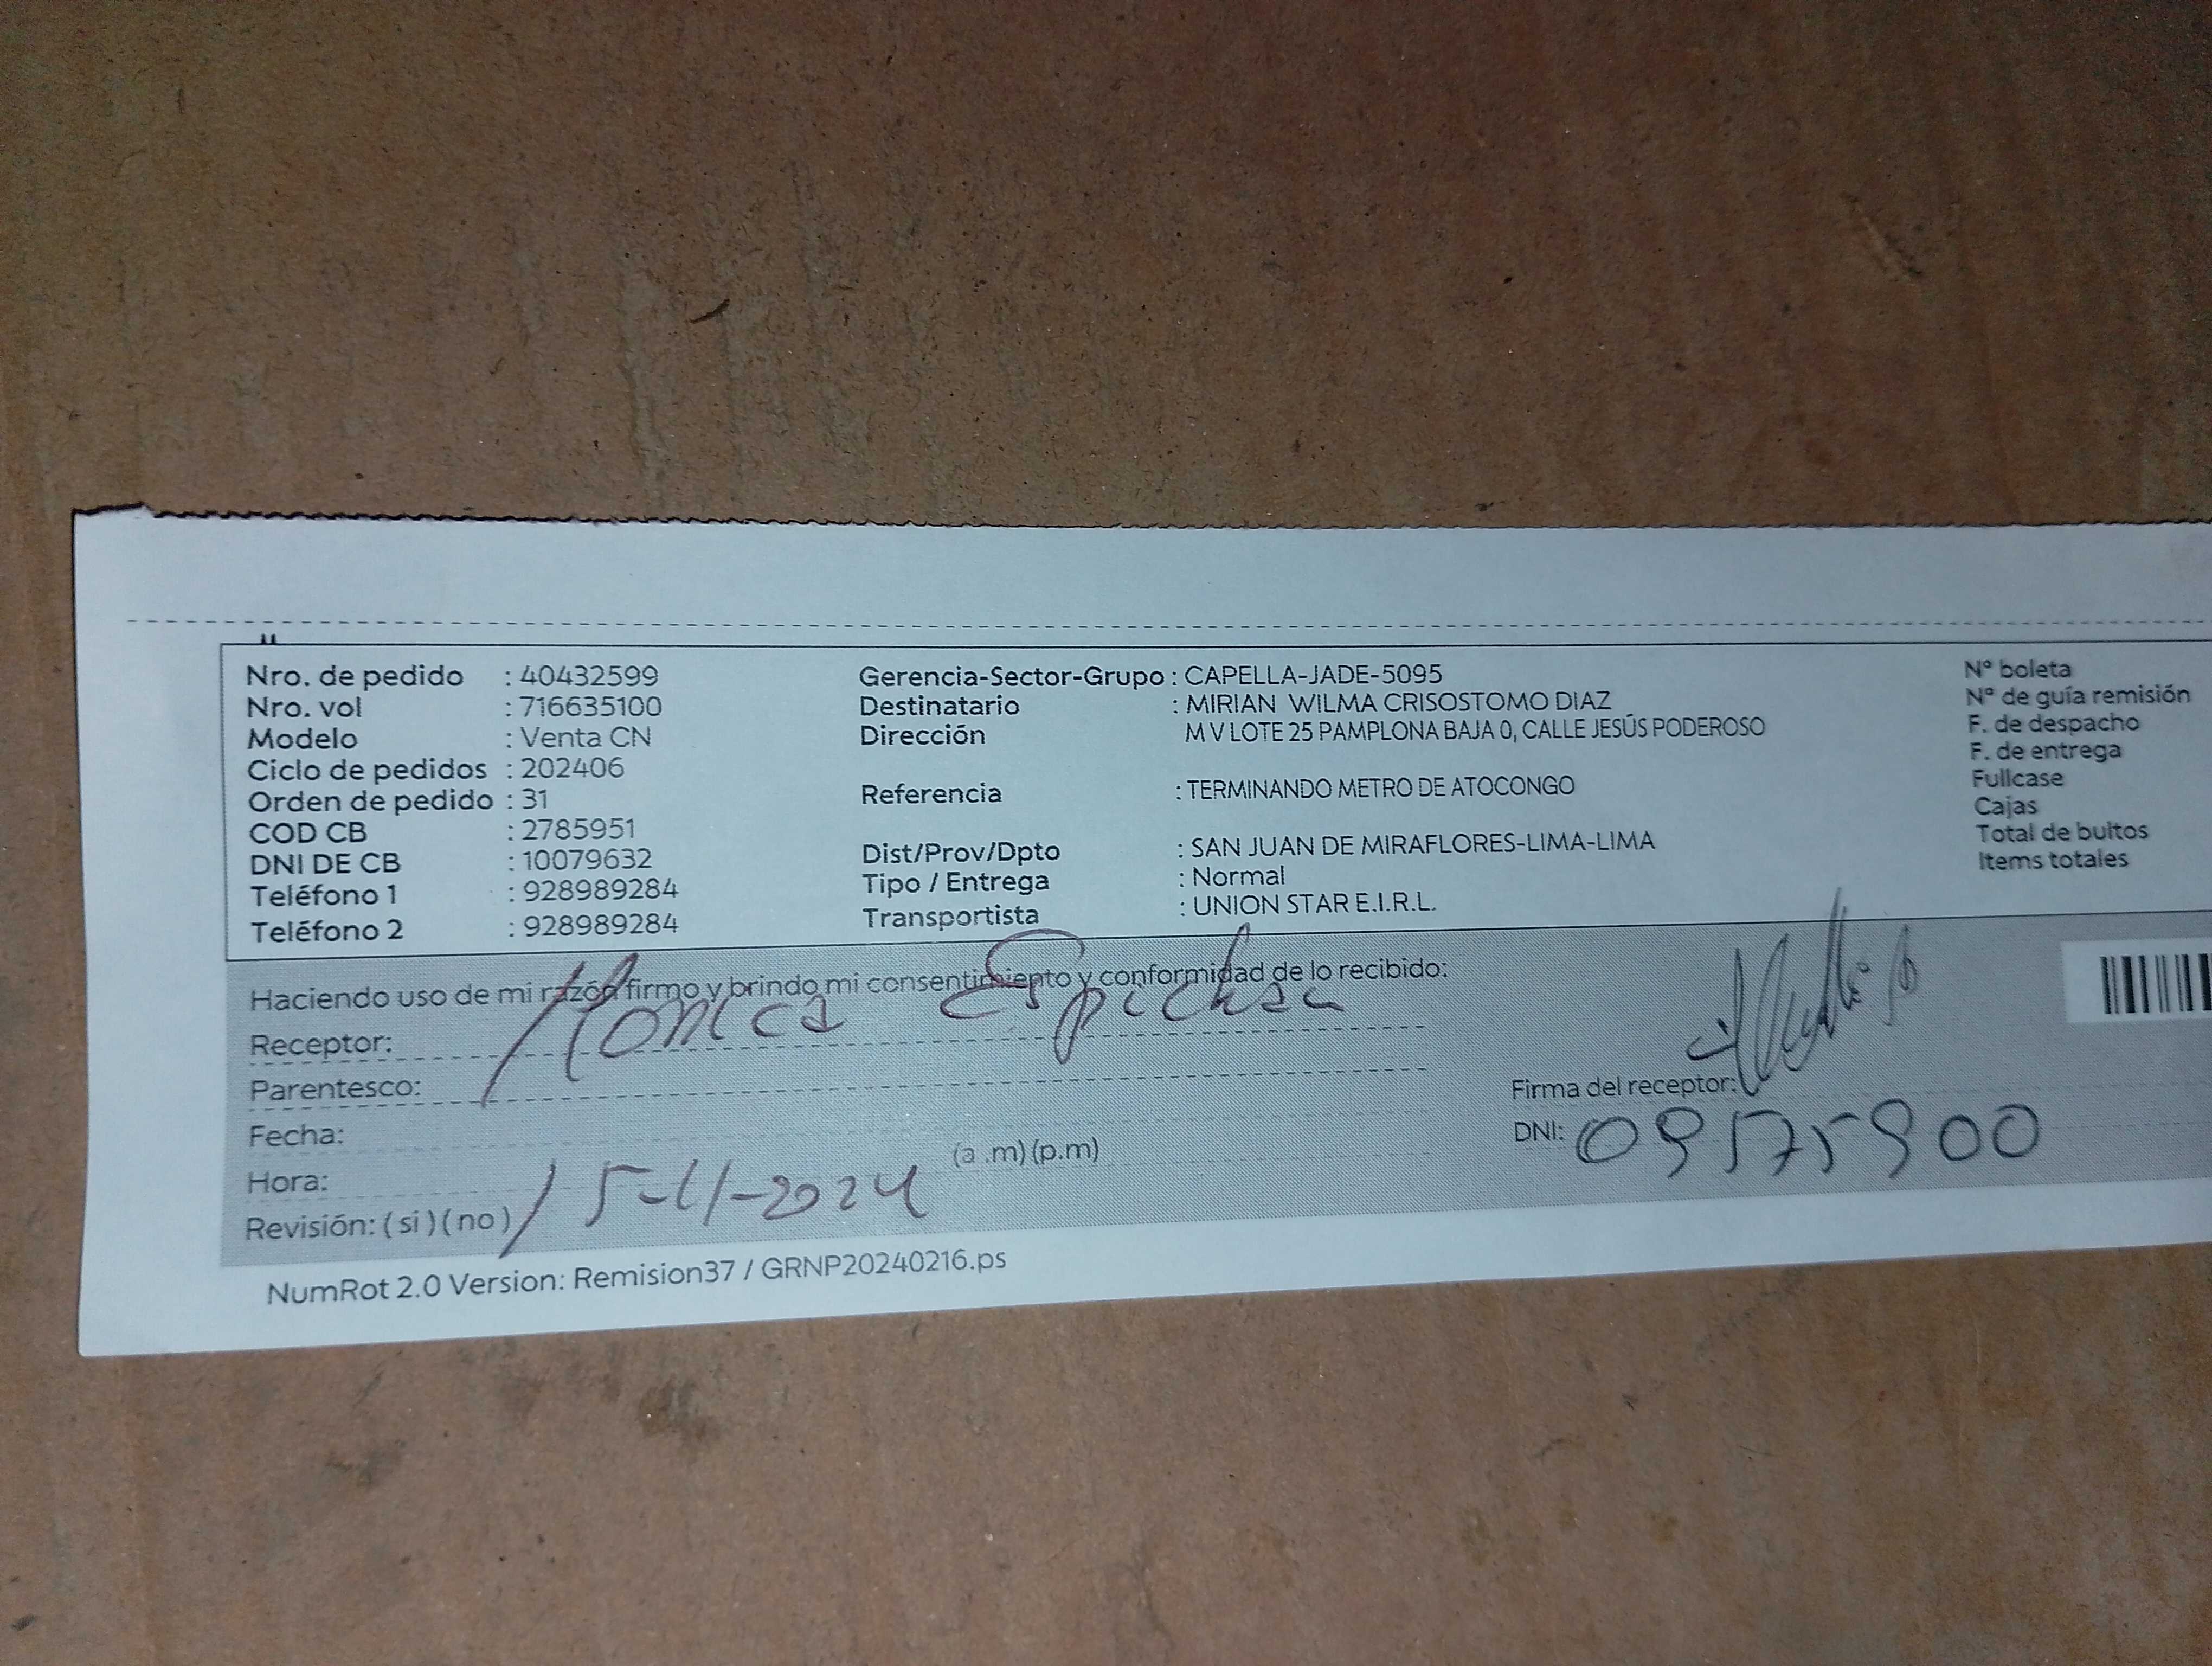 Nro. de pedido : 40432599
Nro. vol : 716635100
Modelo : Venta CN
Ciclo de pedidos : 202406
Orden de pedido : 31
COD CB : 2785951
DNI DE CB : 10079632
Teléfono 1 : 928989284
Teléfono 2 : 928989284
Gerencia-Sector-Grupo : CAPELLA-JADE-5095
Destinatario : MIRIAN WILMA CRISOSTOMO DIAZ
Dirección M V LOTE 25 PAMPLONA BAJA 0, CALLE JESÚS PODEROSO
Referencia : TERMINANDO METRO DE ATOCONGO
Dist/Prov/Dpto : SAN JUAN DE MIRAFLORES-LIMA-LIMA
Tipo / Entrega : Normal
Transportista : UNION STAR E.I.R.L.
N° boleta
N° de guía remisión
F. de despacho
F. de entrega
Fullcase
Cajas
Total de bultos
Items totales
Haciendo uso de mi razón firmo y brindo mi consentimiento y conformidad de lo recibido:
Receptor: Monica
Parentesco:
Fecha:
Hora: (a .m) (p.m)
Revisión: ( si ) ( no ) 15-11-2024
Firma del receptor:
DNI:
NumRot 2.0 Version: Remision37 / GRNP20240216.ps